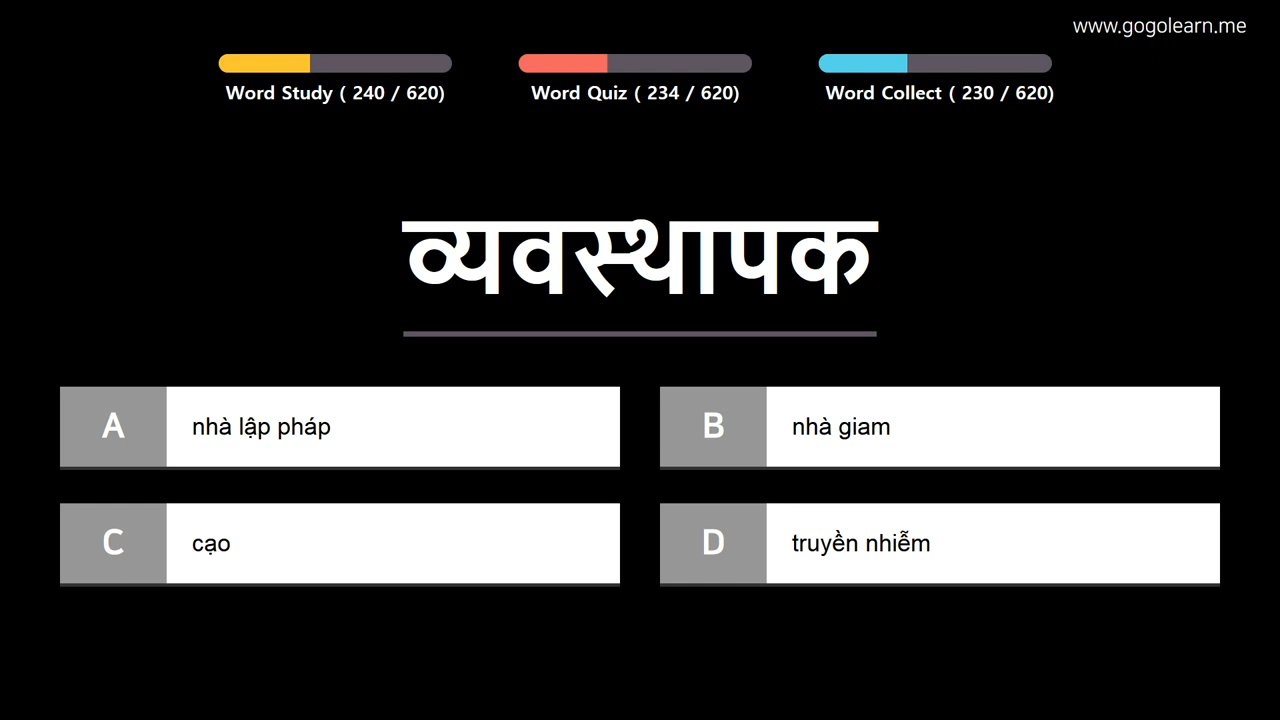 www.gogolearn.me
Word Study ( 240 / 620)
Word Quiz ( 234 / 620)
Word Collect ( 230 / 620)
व्यवस्थापक
A nhà lập pháp
B nhà giam
C cạo
D truyền nhiễm